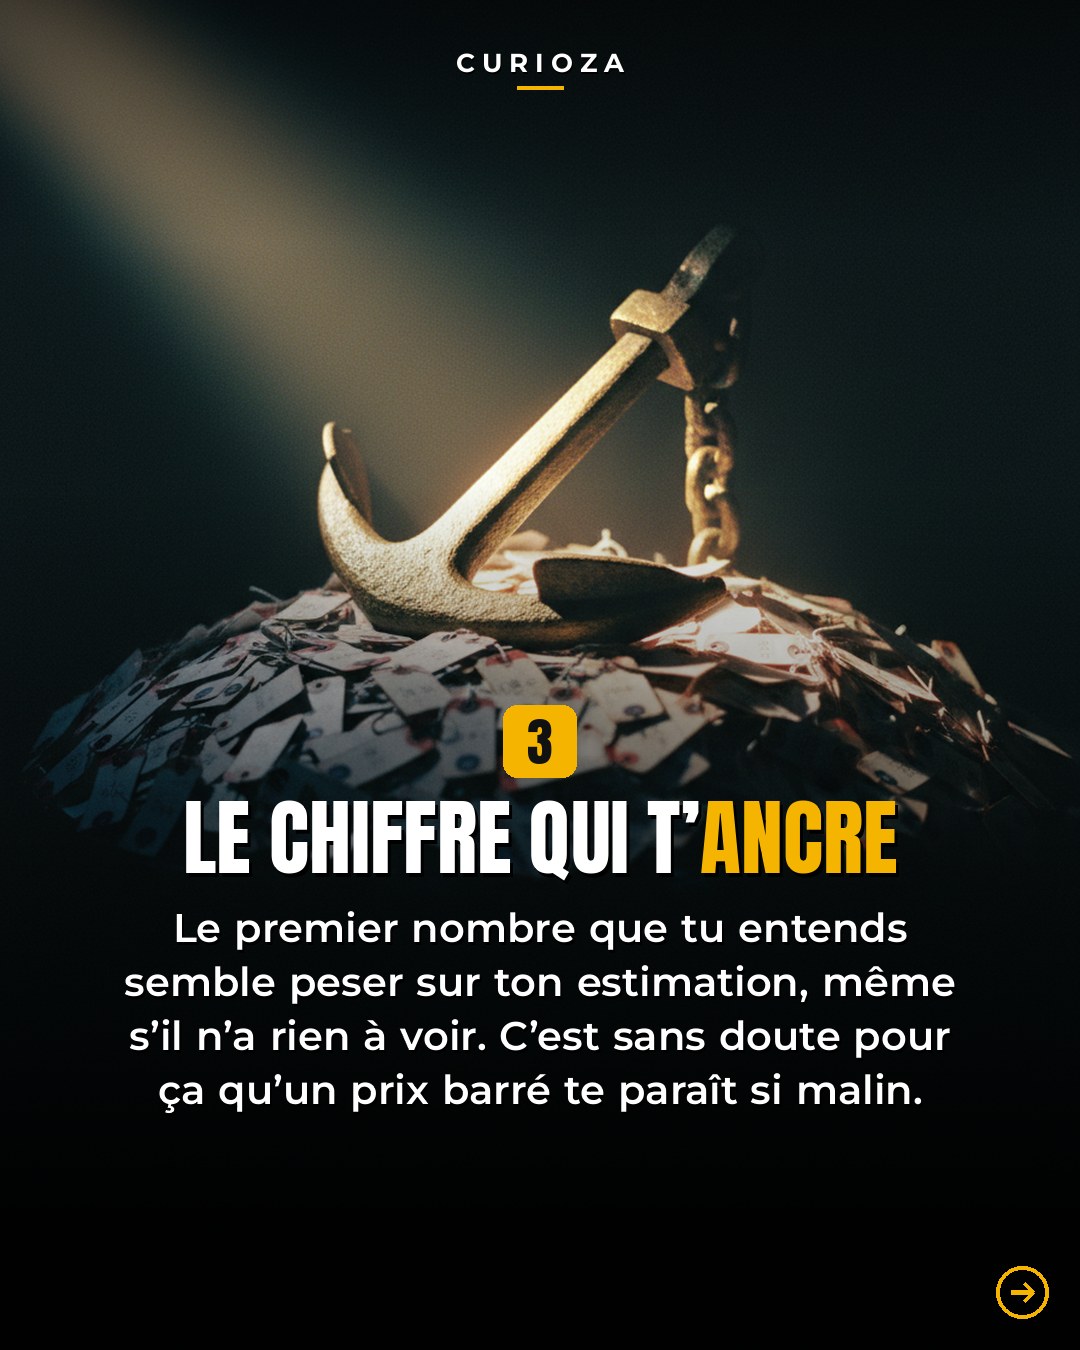 CURIOZA
3
LE CHIFFRE QUI T’ANCRE
Le premier nombre que tu entends
semble peser sur ton estimation, même
s’il n’a rien à voir. C’est sans doute pour
ça qu’un prix barré te paraît si malin.